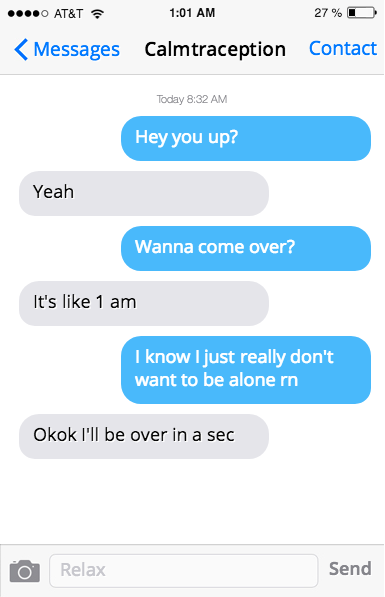 AT&T 1:01 AM 27 %
Messages Calmtraception Contact
Today 8:32 AM
Hey you up?
Yeah
Wanna come over?
It's like 1 am
I know I just really don't
want to be alone rn
Okok I'll be over in a sec
Relax Send